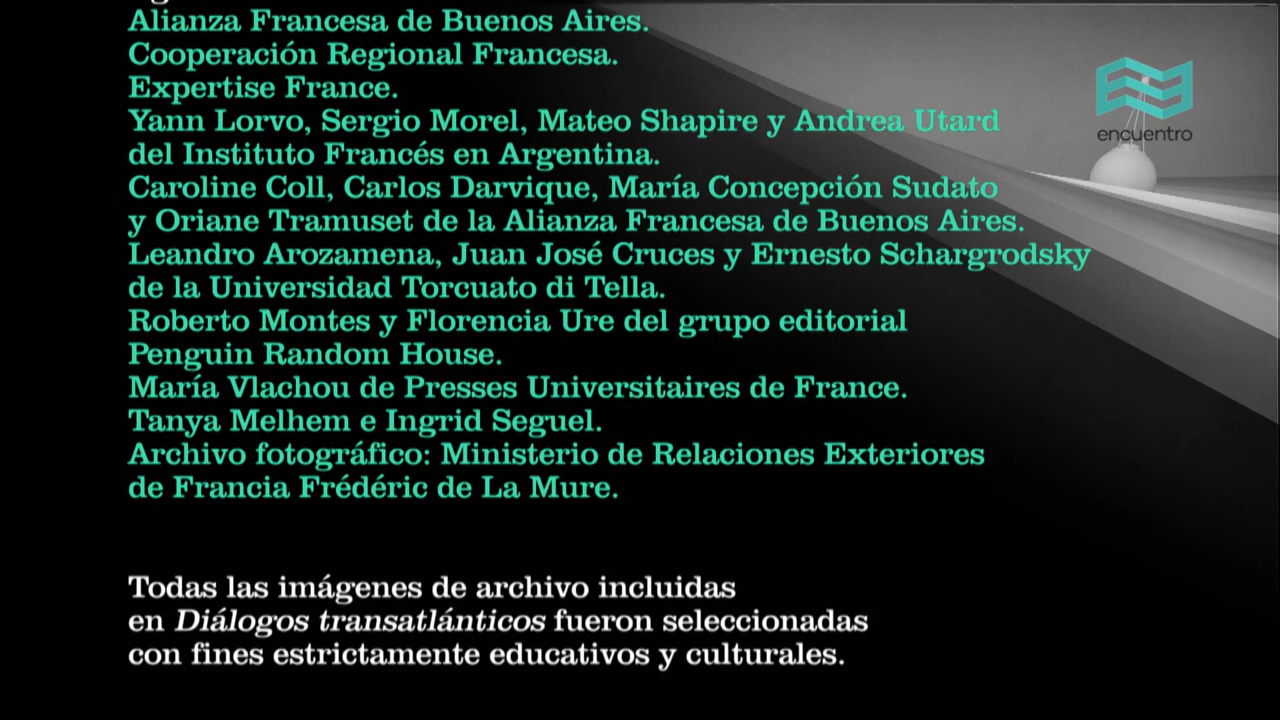 Alianza Francesa de Buenos Aires.
Cooperación Regional Francesa.
Expertise France.
Yann Lorvo, Sergio Morel, Mateo Shapire y Andrea Utard
del Instituto Francés en Argentina.
Caroline Coll, Carlos Darvique, María Concepción Sudato
y Oriane Tramuset de la Alianza Francesa de Buenos Aires.
Leandro Arozamena, Juan José Cruces y Ernesto Schargrodsky
de la Universidad Torcuato di Tella.
Roberto Montes y Florencia Ure del grupo editorial
Penguin Random House.
María Vlachou de Presses Universitaires de France.
Tanya Melhem e Ingrid Seguel.
Archivo fotográfico: Ministerio de Relaciones Exteriores
de Francia Frédéric de La Mure.
Todas las imágenes de archivo incluidas
en Diálogos transatlánticos fueron seleccionadas
con fines estrictamente educativos y culturales.
encuentro